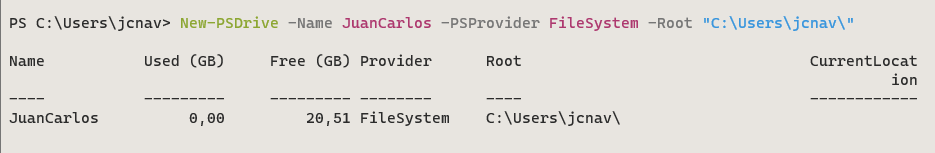 PS C:\Users\jcnav> New-PSDrive -Name JuanCarlos -PSProvider FileSystem -Root "C:\Users\jcnav\"
Name           Used (GB)     Free (GB) Provider      Root                                CurrentLocat
                                                                                                  ion
----           ---------     --------- --------      ----                                ------------
JuanCarlos          0,00         20,51 FileSystem    C:\Users\jcnav\